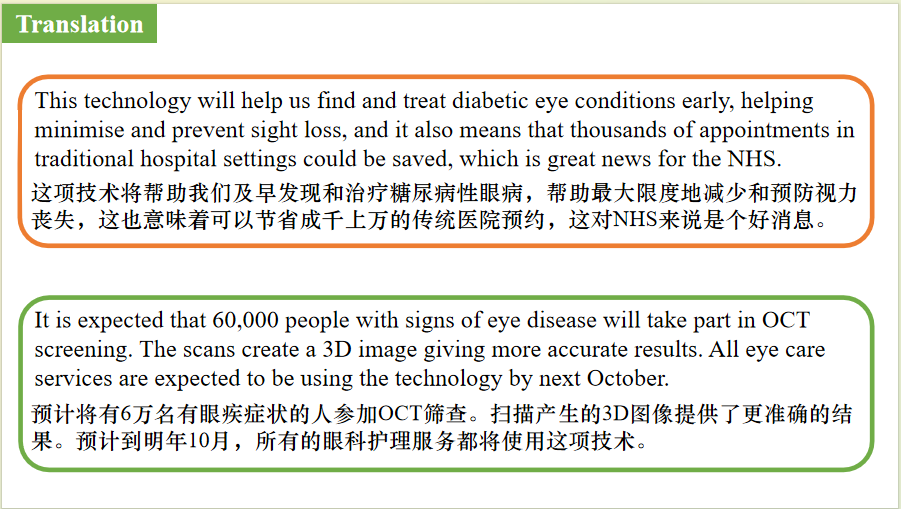 Translation
This technology will help us find and treat diabetic eye conditions early, helping
minimise and prevent sight loss, and it also means that thousands of appointments in
traditional hospital settings could be saved, which is great news for the NHS.
这项技术将帮助我们及早发现和治疗糖尿病性眼病，帮助最大限度地减少和预防视力
丧失，这也意味着可以节省成千上万的传统医院预约，这对NHS来说是个好消息。
It is expected that 60,000 people with signs of eye disease will take part in OCT
screening. The scans create a 3D image giving more accurate results. All eye care
services are expected to be using the technology by next October.
预计将有6万名有眼疾症状的人参加OCT筛查。扫描产生的3D图像提供了更准确的结
果。预计到明年10月，所有的眼科护理服务都将使用这项技术。